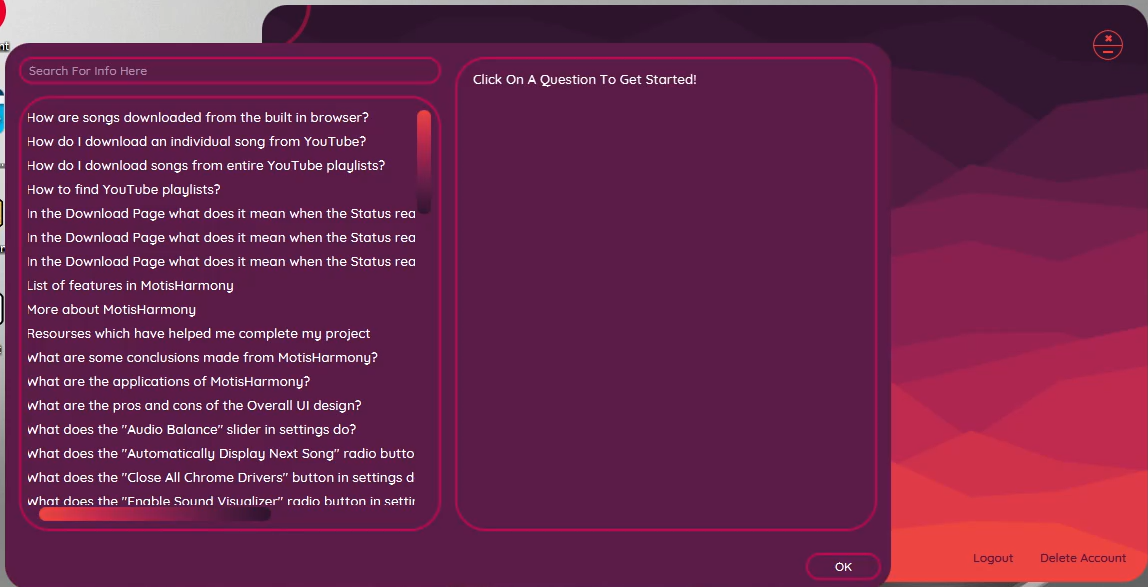 Search For Info Here
Click On A Question To Get Started!
How are songs downloaded from the built in browser?
How do I download an individual song from YouTube?
How do I download songs from entire YouTube playlists?
How to find YouTube playlists?
In the Download Page what does it mean when the Status rea
In the Download Page what does it mean when the Status rea
In the Download Page what does it mean when the Status rea
List of features in MotisHarmony
More about MotisHarmony
Resourses which have helped me complete my project
What are some conclusions made from MotisHarmony?
What are the applications of MotisHarmony?
What are the pros and cons of the Overall UI design?
What does the "Audio Balance" slider in settings do?
What does the "Automatically Display Next Song" radio butto
What does the "Close All Chrome Drivers" button in settings d
What does the "Enable Sound Visualizer" radio button in settin
OK
Logout
Delete Account